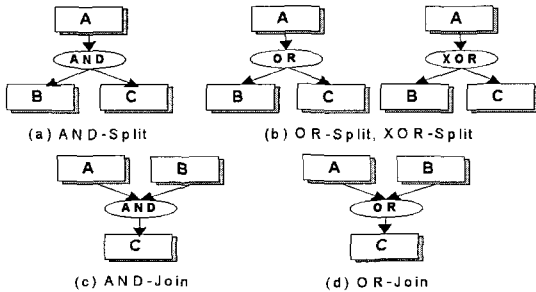 A A A
AND OR XOR
B C B C B C
(a) AND-Split (b) OR-Split, XOR-Split
A B A B
AND OR
C C
(c) AND-Join (d) OR-Join